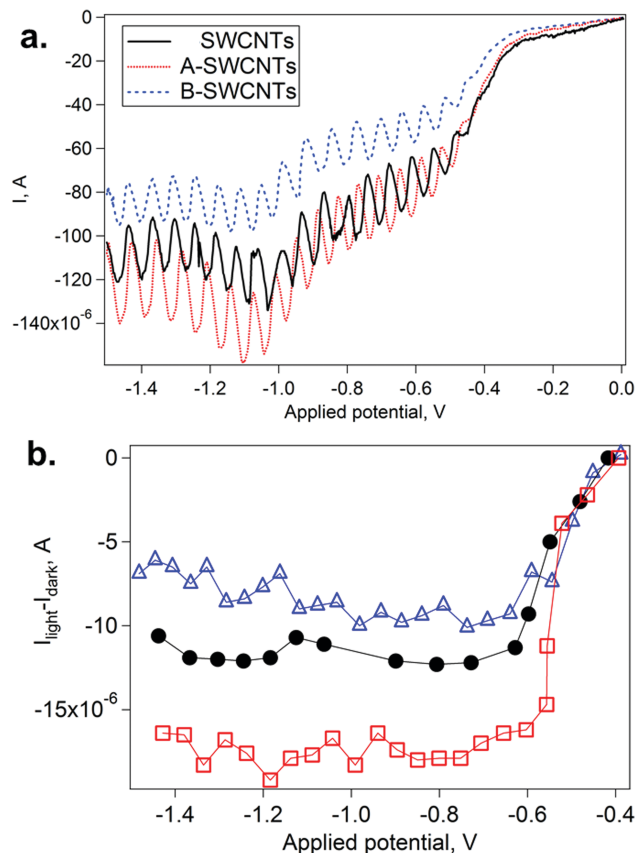 a.
0
-20
-40
-60
-80
-100
-120
-140x10⁻⁶
I, A
SWCNTs
A-SWCNTs
B-SWCNTs
-1.4 -1.2 -1.0 -0.8 -0.6 -0.4 -0.2 0.0
Applied potential, V
b.
0
-5
-10
-15x10⁻⁶
I_light-I_dark, A
-1.4 -1.2 -1.0 -0.8 -0.6 -0.4
Applied potential, V